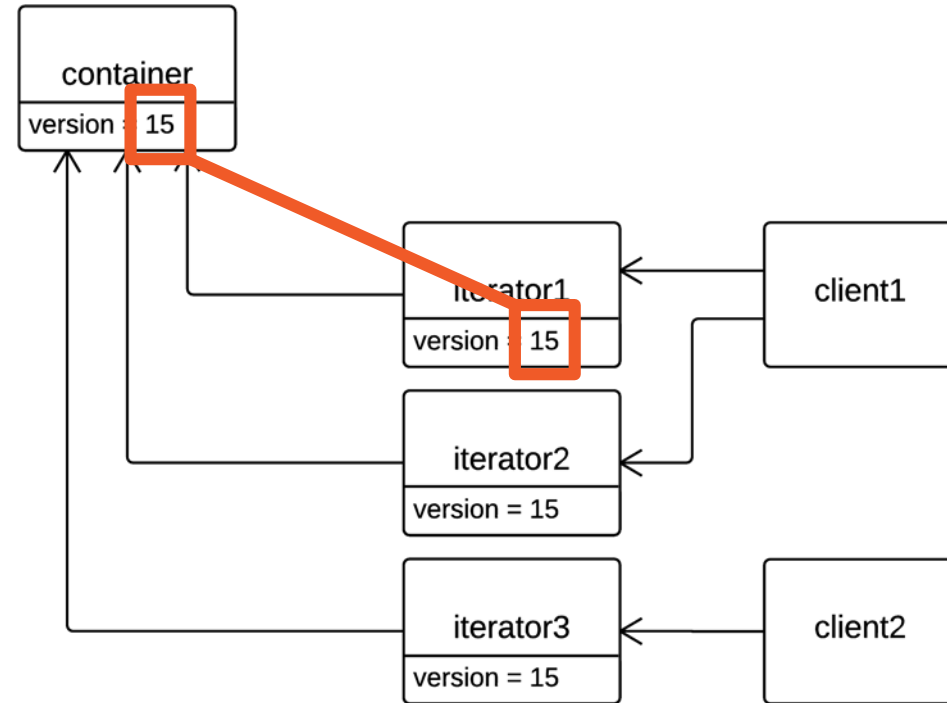 container
version = 15
iterator1
version = 15
client1
iterator2
version = 15
iterator3
version = 15
client2